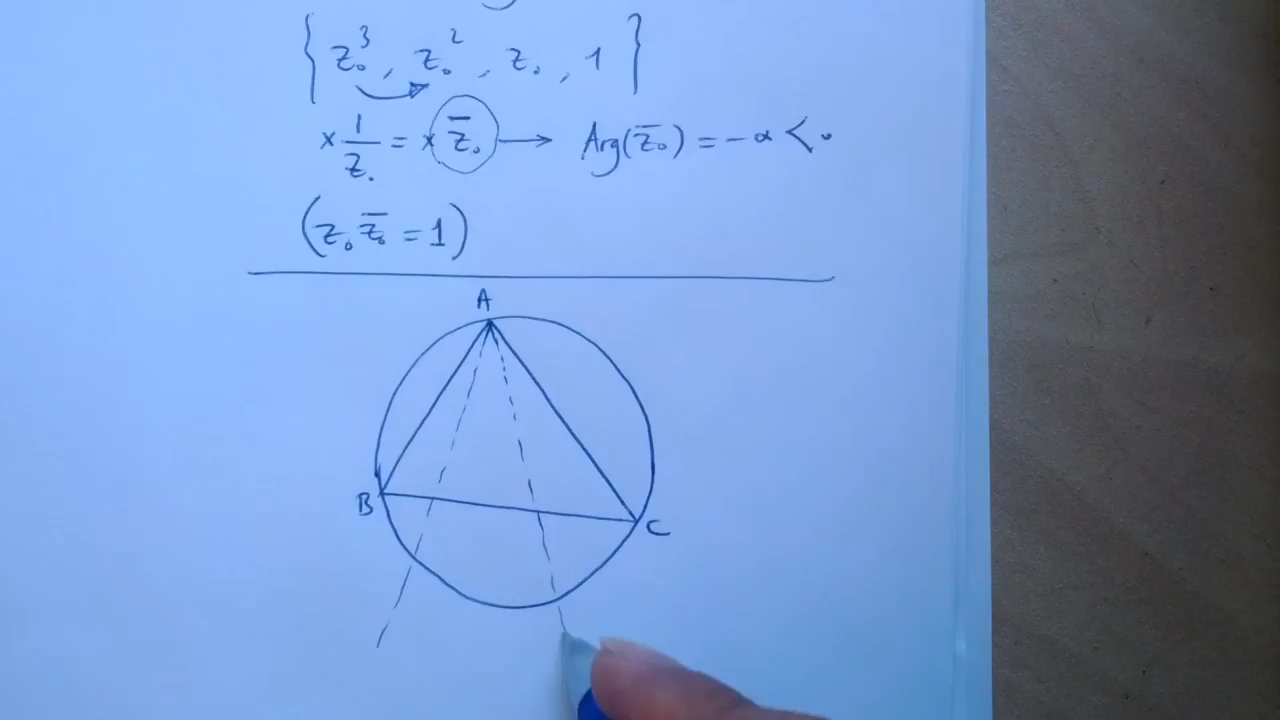 { z₀³ , z₀² , z₀ , 1 }
× 1/z₀ = × z̄₀ → Arg(z̄₀) = -α < 0
(z₀ z̄₀ = 1)
A
B
C